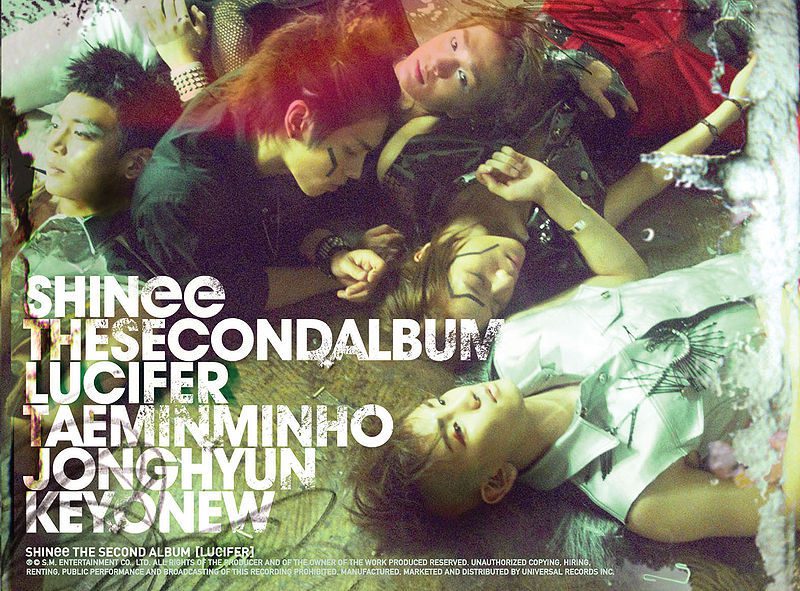 SHINee
THESECONDALBUM
LUCIFER
TAEMINMINHO
JONGHYUN
KEY.ONEW
SHINee THE SECOND ALBUM [LUCIFER]
℗© S.M. ENTERTAINMENT CO., LTD. ALL RIGHTS OF THE PRODUCER AND OF THE OWNER OF THE WORK PRODUCED RESERVED. UNAUTHORIZED COPYING, HIRING,
RENTING, PUBLIC PERFORMANCE AND BROADCASTING OF THIS RECORDING PROHIBITED. MANUFACTURED, MARKETED AND DISTRIBUTED BY UNIVERSAL RECORDS INC.